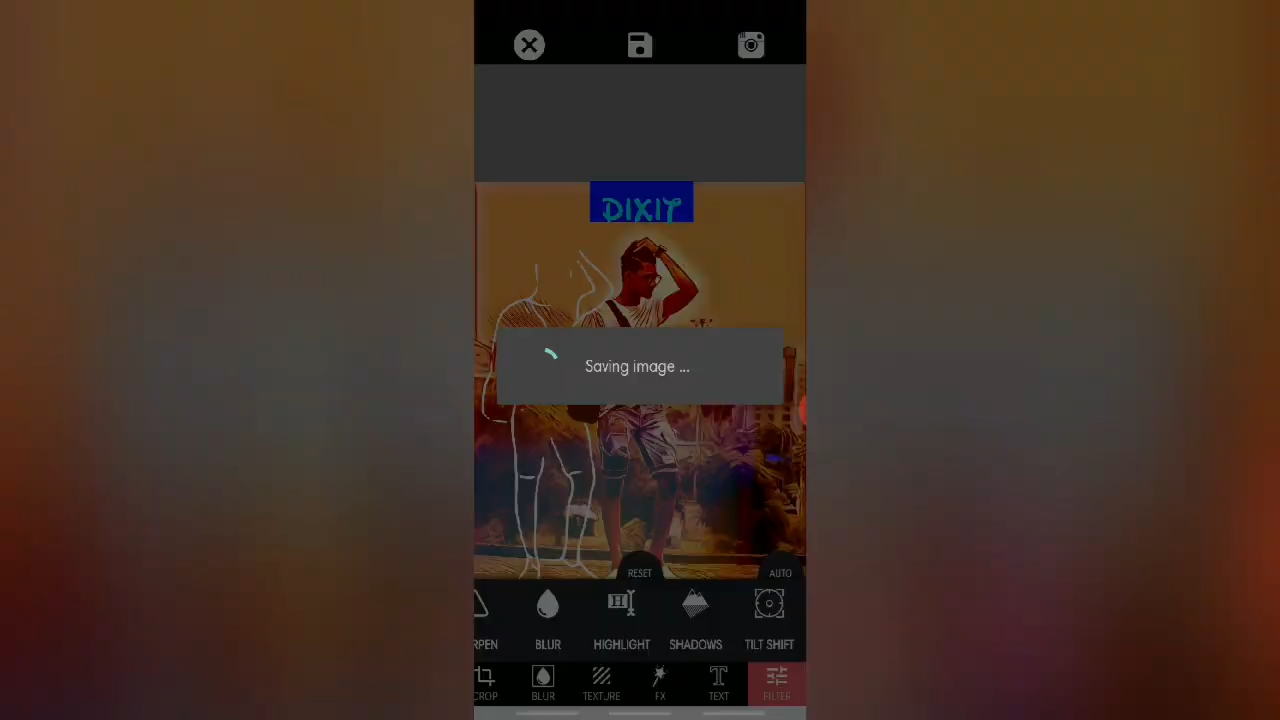 DIXIT
Saving image ...
RESET
AUTO
RPEN
BLUR
HIGHLIGHT
SHADOWS
TILT SHIFT
CROP
BLUR
TEXTURE
FX
TEXT
FILTER